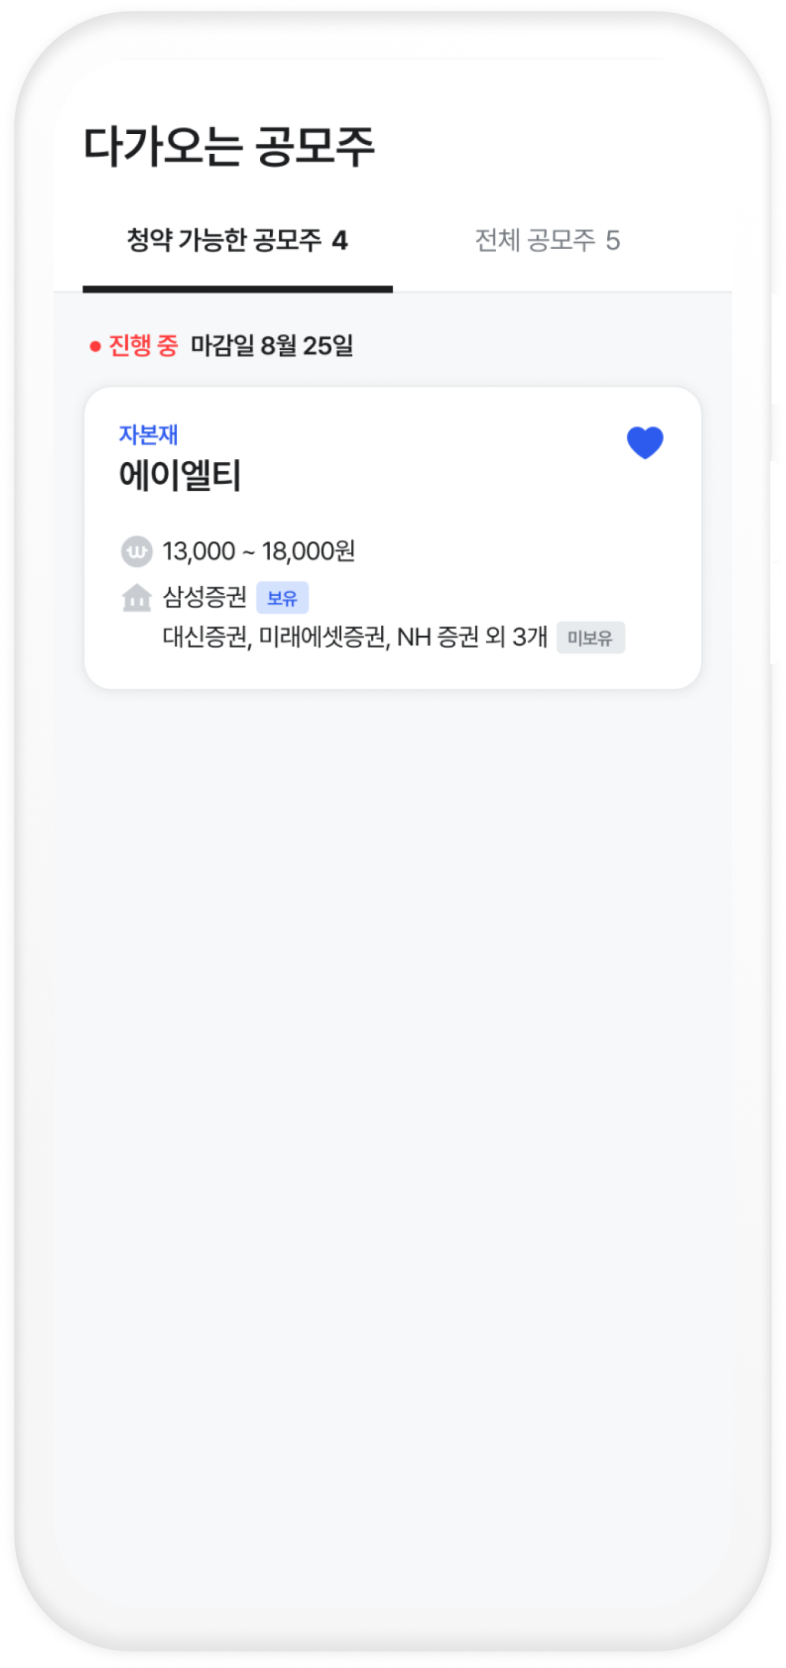 다가오는 공모주
청약 가능한 공모주 4 전체 공모주 5
진행 중 마감일 8월 25일
자본재
에이엘티
13,000 ~ 18,000원
삼성증권 보유
대신증권, 미래에셋증권, NH 증권 외 3개 미보유